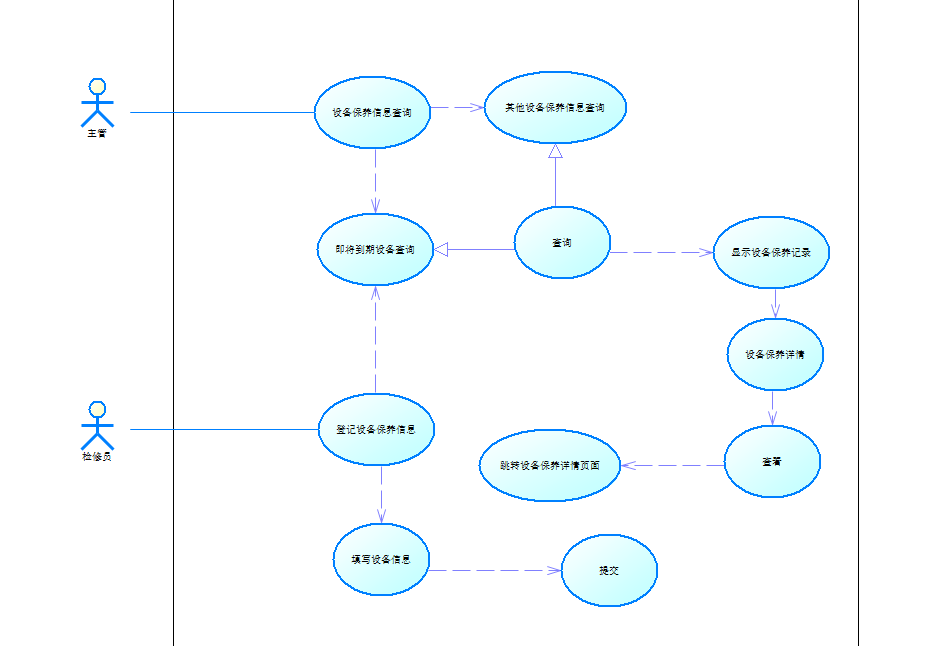 设备保养信息查询
其他设备保养信息查询
主管
即将到期设备查询
查询
显示设备保养记录
设备保养详情
登记设备保养信息
检修员
跳转设备保养详情页面
查看
填写设备信息
提交